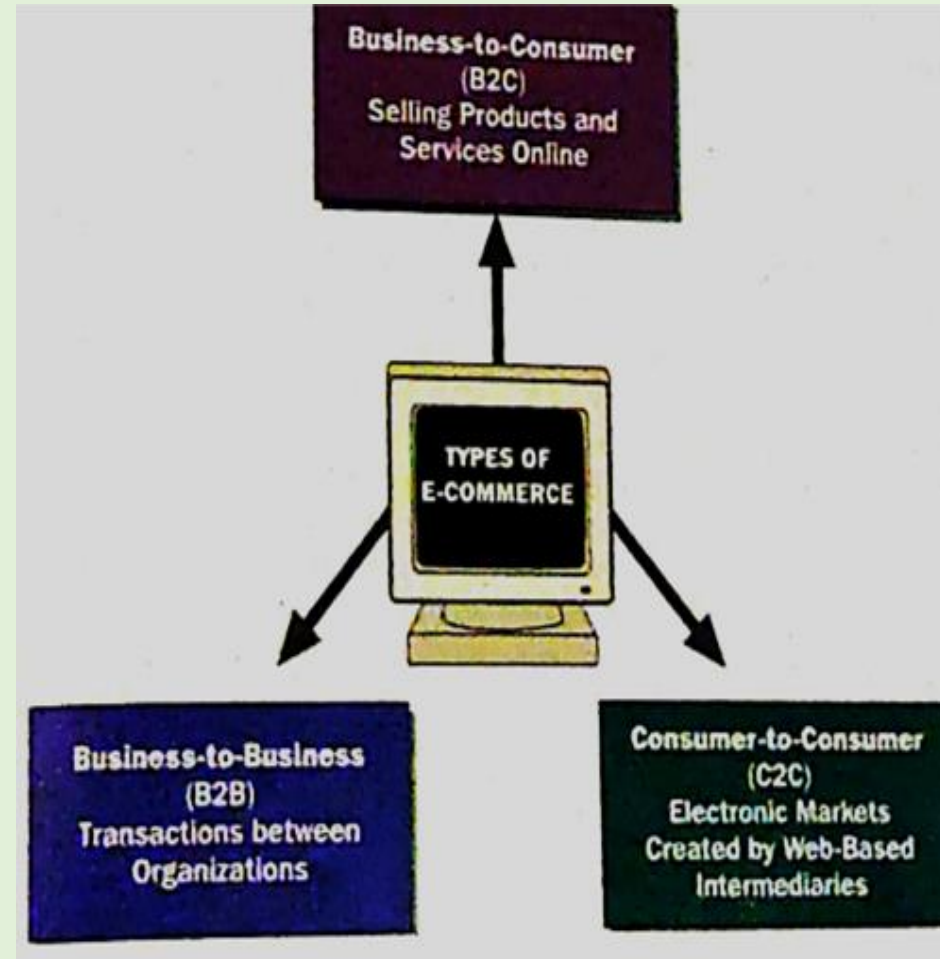 Business-to-Consumer
(B2C)
Selling Products and
Services Online
TYPES OF
E-COMMERCE
Business-to-Business
(B2B)
Transactions between
Organizations
Consumer-to-Consumer
(C2C)
Electronic Markets
Created by Web-Based
Intermediaries